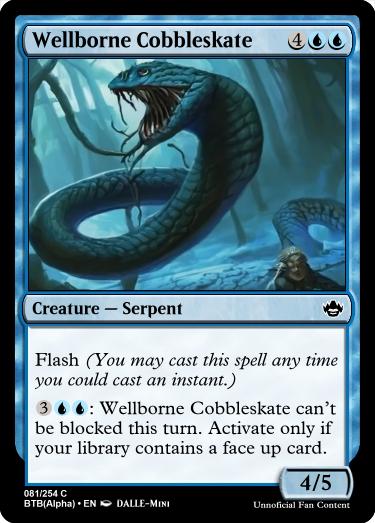 Wellborne Cobbleskate 4
Creature — Serpent
Flash (You may cast this spell any time
you could cast an instant.)
3: Wellborne Cobbleskate can't
be blocked this turn. Activate only if
your library contains a face up card.
4/5
081/254 C
BTB(Alpha) • EN DALLE-Mini
Unnoficial Fan Content